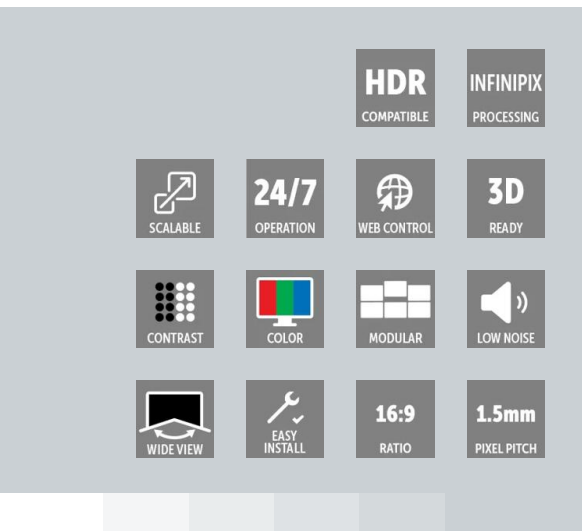 HDR
COMPATIBLE
INFINIPIX
PROCESSING
SCALABLE
24/7
OPERATION
WEB CONTROL
3D
READY
CONTRAST
COLOR
MODULAR
LOW NOISE
WIDE VIEW
EASY
INSTALL
16:9
RATIO
1.5mm
PIXEL PITCH